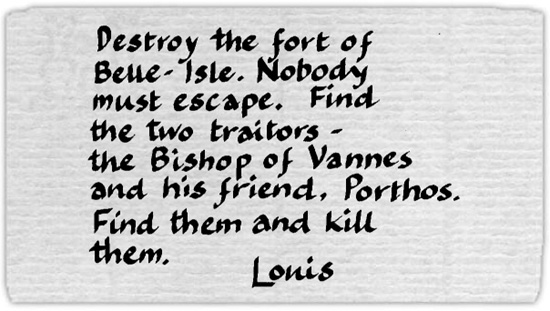 Destroy the fort of
Belle-Isle. Nobody
must escape. Find
the two traitors -
the Bishop of Vannes
and his friend, Porthos.
Find them and kill
them.
Louis